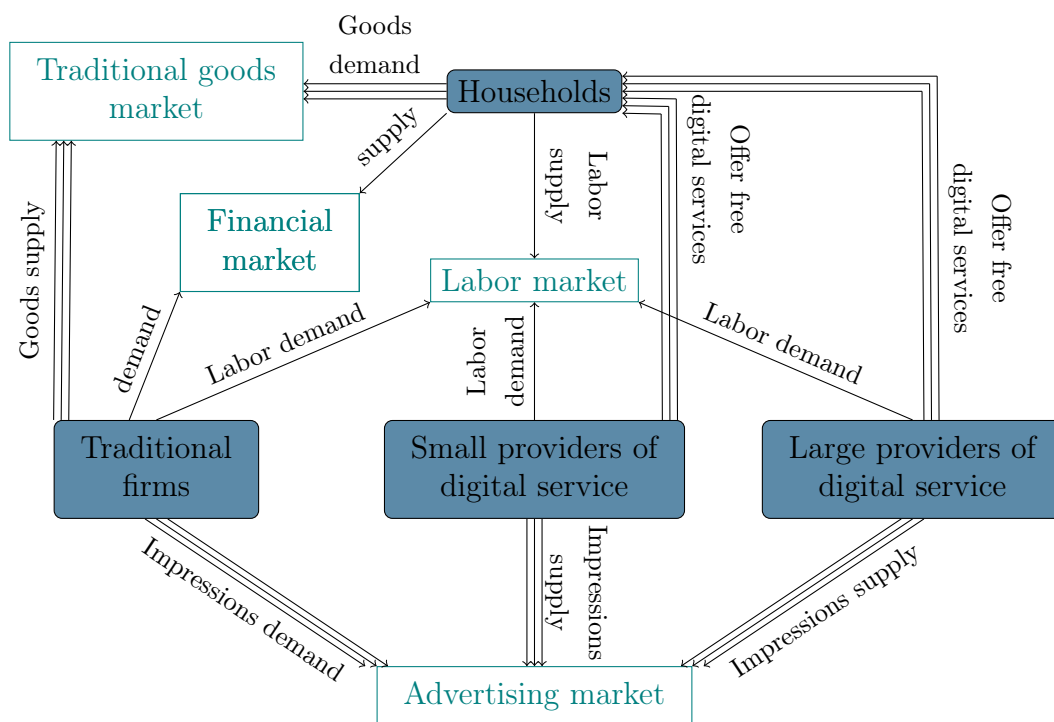 Goods
demand
Traditional goods
market
Households
supply
Labor
supply
Offer free
digital services
Offer free
digital services
Financial
market
Goods supply
Labor market
demand
Labor demand
Labor
demand
Labor demand
Traditional
firms
Small providers of
digital service
Large providers of
digital service
Impressions demand
Impressions
supply
Impressions supply
Advertising market